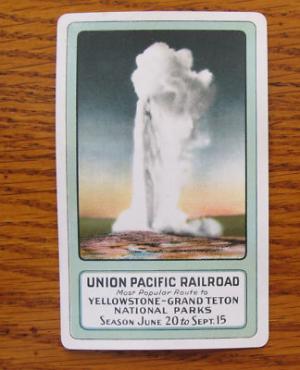 UNION PACIFIC RAILROAD
Most Popular Route to
YELLOWSTONE-GRAND TETON
NATIONAL PARKS
SEASON JUNE 20 to SEPT. 15